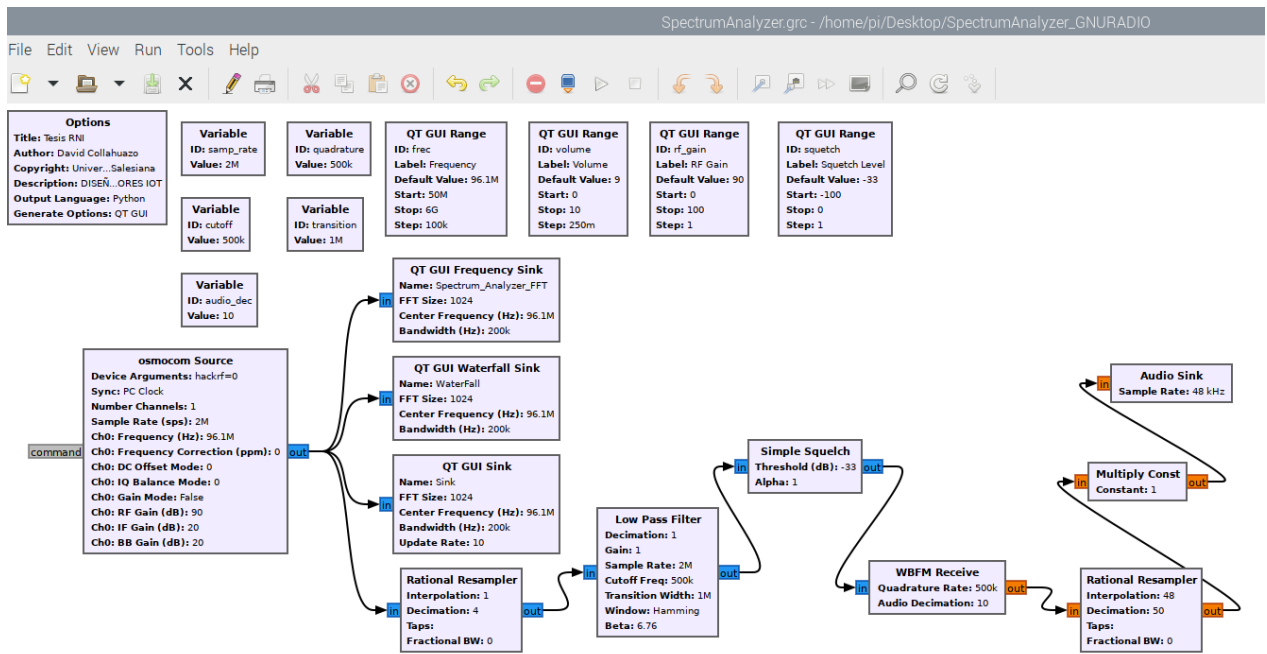 SpectrumAnalyzer.grc - /home/pi/Desktop/SpectrumAnalyzer_GNURADIO
File Edit View Run Tools Help
Options
Title: Tesis RNI
Author: David Collahuazo
Copyright: Univer...Salesiana
Description: DISEÑ...ORES IOT
Output Language: Python
Generate Options: QT GUI
Variable
ID: samp_rate
Value: 2M
Variable
ID: quadrature
Value: 500k
QT GUI Range
ID: frec
Label: Frequency
Default Value: 96.1M
Start: 50M
Stop: 6G
Step: 100k
QT GUI Range
ID: volume
Label: Volume
Default Value: 9
Start: 0
Stop: 10
Step: 250m
QT GUI Range
ID: rf_gain
Label: RF Gain
Default Value: 90
Start: 0
Stop: 100
Step: 1
QT GUI Range
ID: squetch
Label: Squetch Level
Default Value: -33
Start: -100
Stop: 0
Step: 1
Variable
ID: cutoff
Value: 500k
Variable
ID: transition
Value: 1M
Variable
ID: audio_dec
Value: 10
QT GUI Frequency Sink
Name: Spectrum_Analyzer_FFT
FFT Size: 1024
Center Frequency (Hz): 96.1M
Bandwidth (Hz): 200k
in
osmocom Source
Device Arguments: hackrf=0
Sync: PC Clock
Number Channels: 1
Sample Rate (sps): 2M
Ch0: Frequency (Hz): 96.1M
Ch0: Frequency Correction (ppm): 0
Ch0: DC Offset Mode: 0
Ch0: IQ Balance Mode: 0
Ch0: Gain Mode: False
Ch0: RF Gain (dB): 90
Ch0: IF Gain (dB): 20
Ch0: BB Gain (dB): 20
command
out
QT GUI Waterfall Sink
Name: WaterFall
FFT Size: 1024
Center Frequency (Hz): 96.1M
Bandwidth (Hz): 200k
in
QT GUI Sink
Name: Sink
FFT Size: 1024
Center Frequency (Hz): 96.1M
Bandwidth (Hz): 200k
Update Rate: 10
in
Rational Resampler
Interpolation: 1
Decimation: 4
Taps:
Fractional BW: 0
in
out
Low Pass Filter
Decimation: 1
Gain: 1
Sample Rate: 2M
Cutoff Freq: 500k
Transition Width: 1M
Window: Hamming
Beta: 6.76
in
out
Simple Squelch
Threshold (dB): -33
Alpha: 1
in
out
WBFM Receive
Quadrature Rate: 500k
Audio Decimation: 10
in
out
Rational Resampler
Interpolation: 48
Decimation: 50
Taps:
Fractional BW: 0
in
out
Multiply Const
Constant: 1
in
out
Audio Sink
Sample Rate: 48 kHz
in